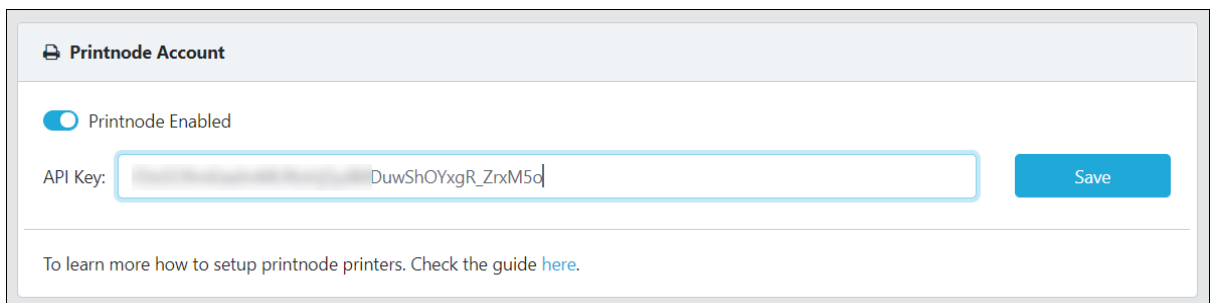 Printnode Account
Printnode Enabled
API Key: DuwShOYxgR_ZrxM5o Save
To learn more how to setup printnode printers. Check the guide here.